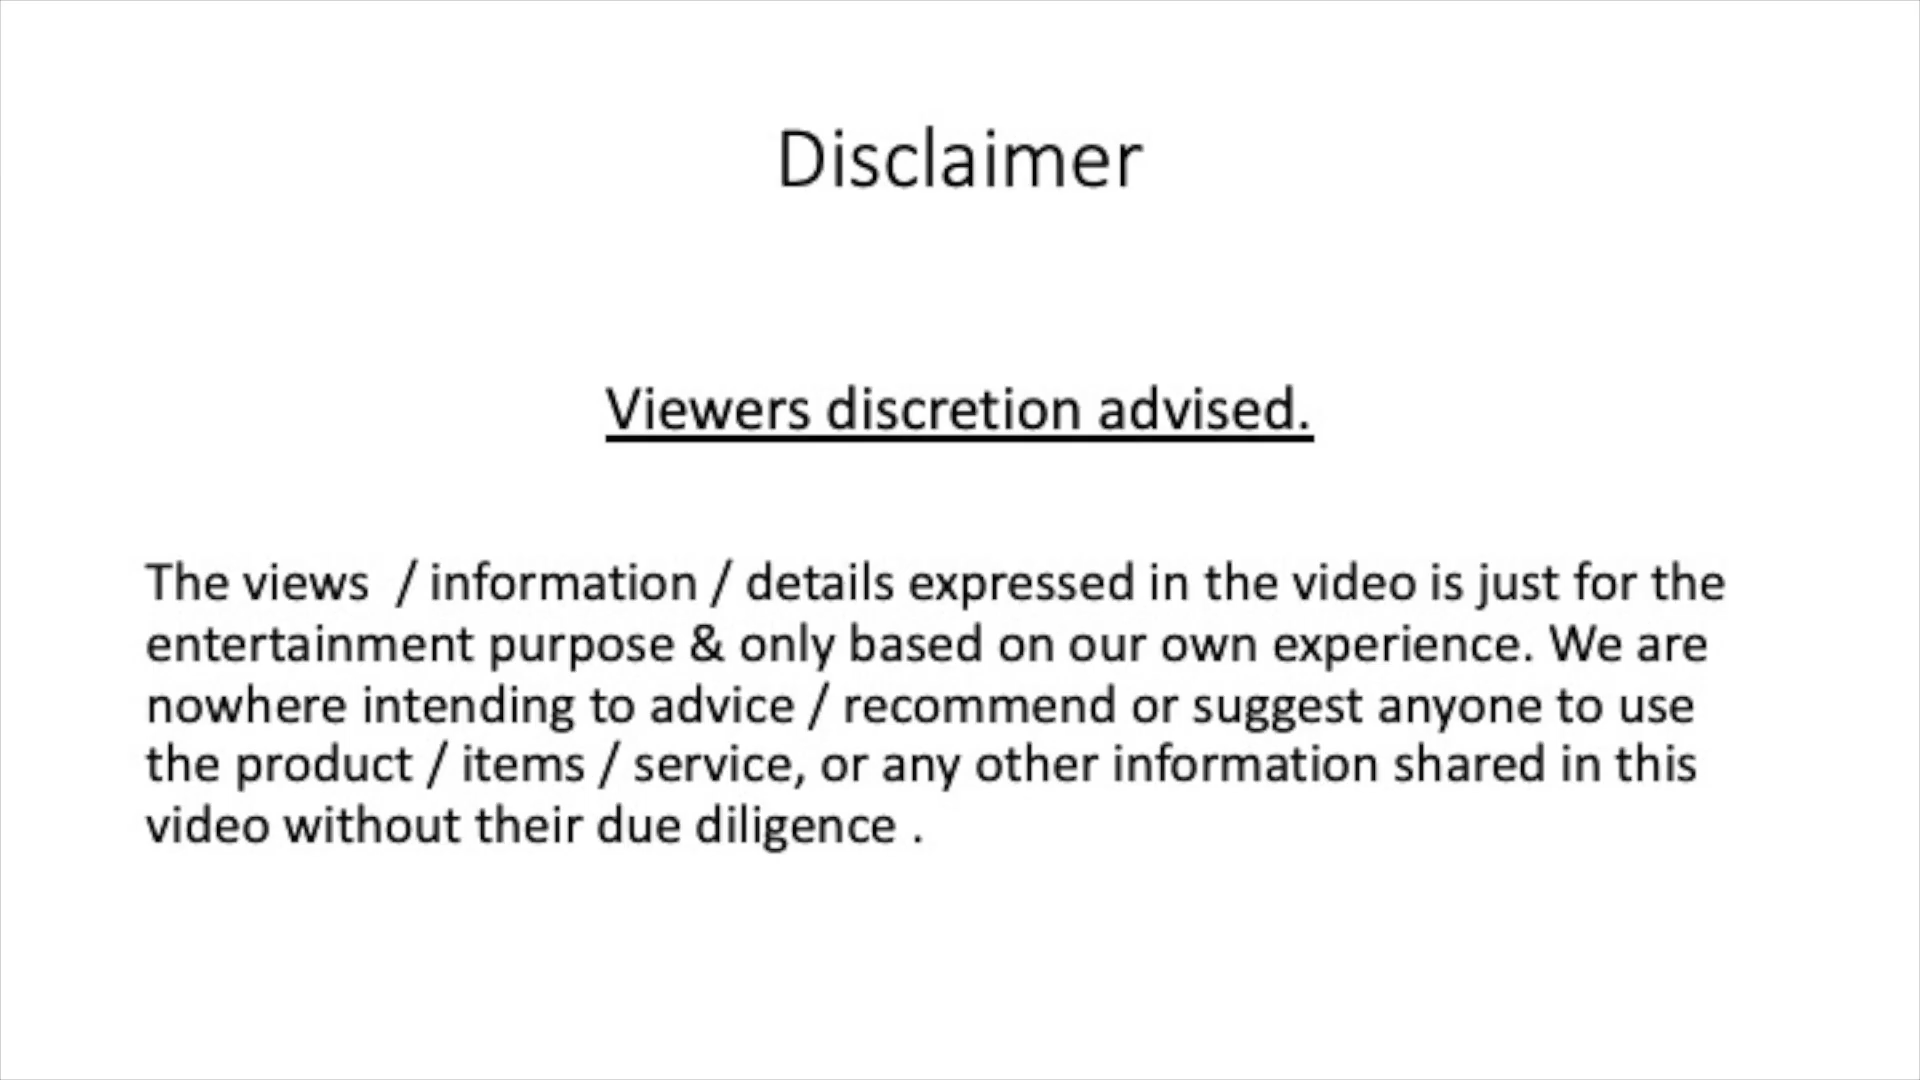 Disclaimer
Viewers discretion advised.
The views  / information / details expressed in the video is just for the
entertainment purpose & only based on our own experience. We are
nowhere intending to advice / recommend or suggest anyone to use
the product / items / service, or any other information shared in this
video without their due diligence .